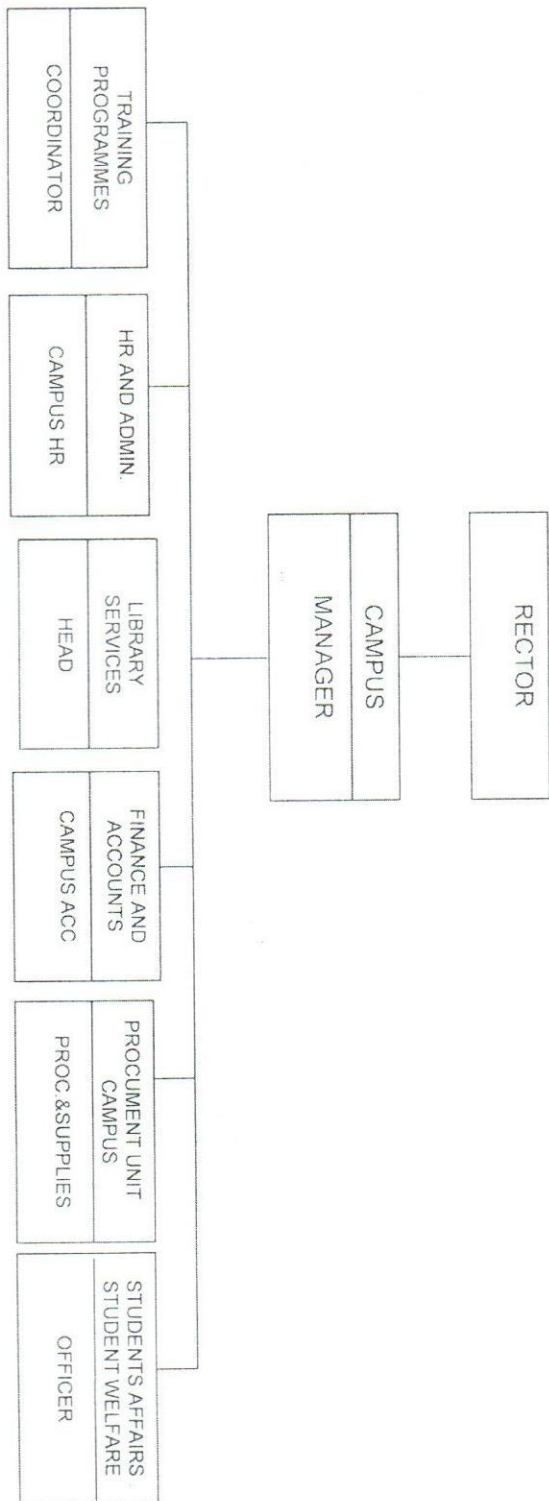 RECTOR
CAMPUS
MANAGER
TRAINING
PROGRAMMES
COORDINATOR
HR AND ADMIN.
CAMPUS HR
LIBRARY
SERVICES
HEAD
FINANCE AND
ACCOUNTS
CAMPUS ACC
PROCUMENT UNIT
CAMPUS
PROC.&SUPPLIES
STUDENTS AFFAIRS
STUDENT WELFARE
OFFICER